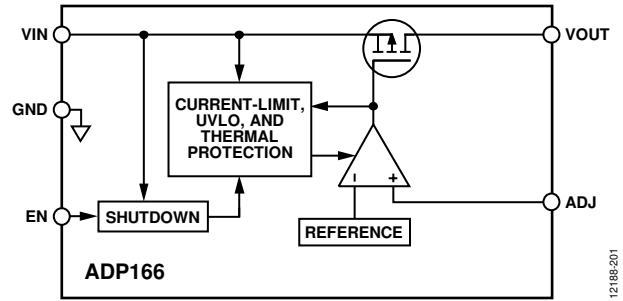 VIN
VOUT
GND
CURRENT-LIMIT,
UVLO, AND
THERMAL
PROTECTION
– +
ADJ
EN
SHUTDOWN
REFERENCE
ADP166
12188-201